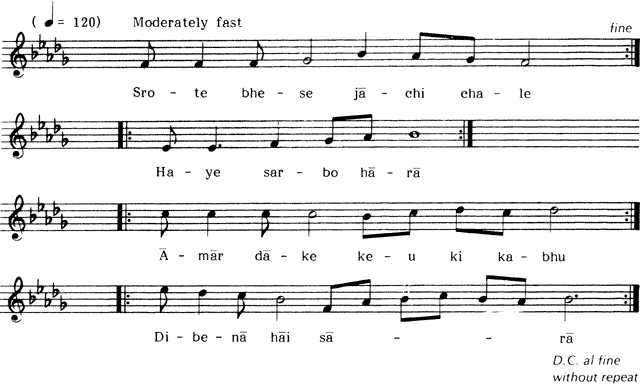 ( ♩ = 120) Moderately fast
fine
Sro - te bhe - se jā - chi cha - le
Ha - ye sar - bo hā - rā
Ā - mār dā - ke ke - u ki ka - bhu
Di - be - nā hāi sā - - - rā
D.C. al fine
without repeat